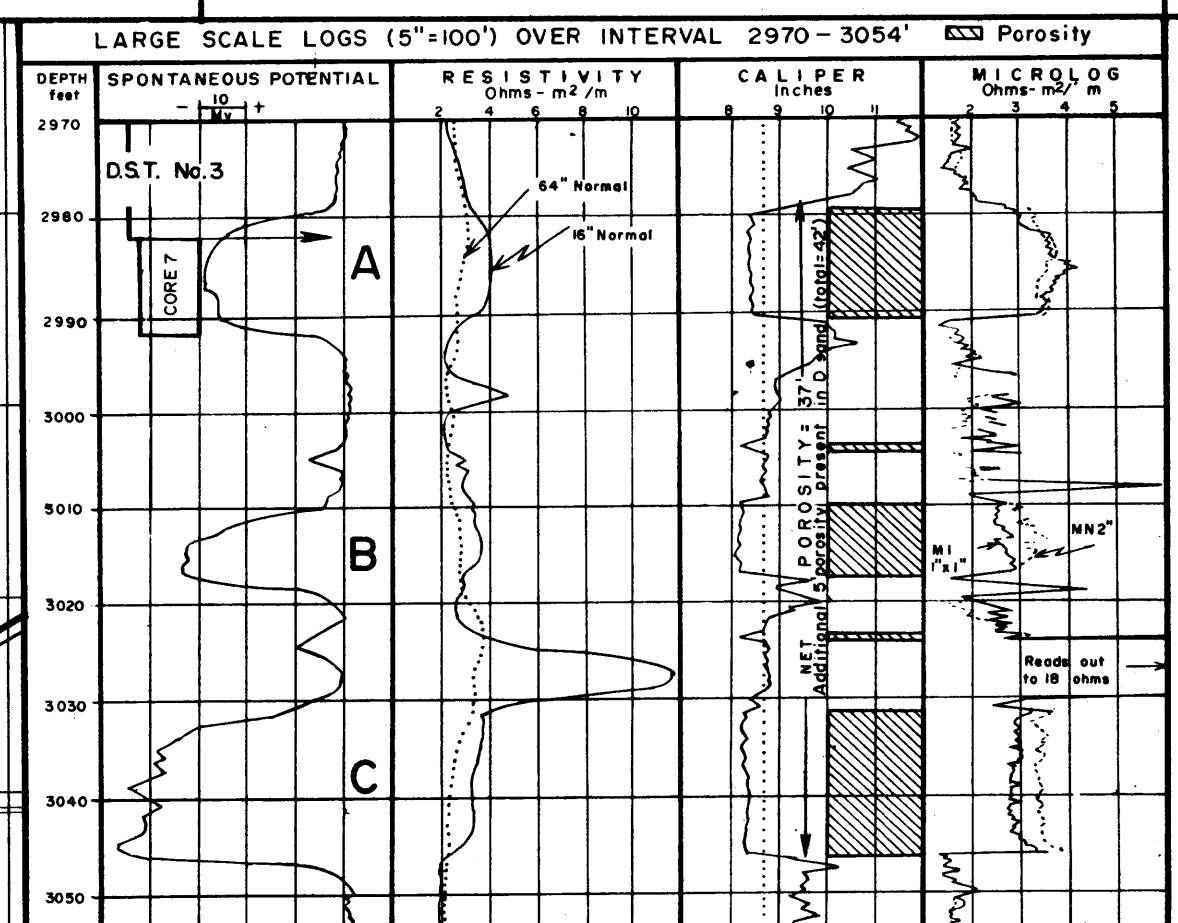 LARGE SCALE LOGS (5"=100') OVER INTERVAL 2970-3054' Porosity
DEPTH
feet
SPONTANEOUS POTENTIAL
- 10 +
Mv
RESISTIVITY
Ohms-m2/m
2 4 6 8 10
CALIPER
Inches
8 9 10 11
MICROLOG
Ohms-m2/' m
2 3 4 5
2970
D.S.T. No.3
64" Normal
2980
16" Normal
A
CORE 7
2990
3000
3010
B
MN2"
M1
1"x1"
3020
Reads out
to 18 ohms
3030
C
3040
3050
NET POROSITY = 37'
Additional 5' porosity present in D sand (total=42')